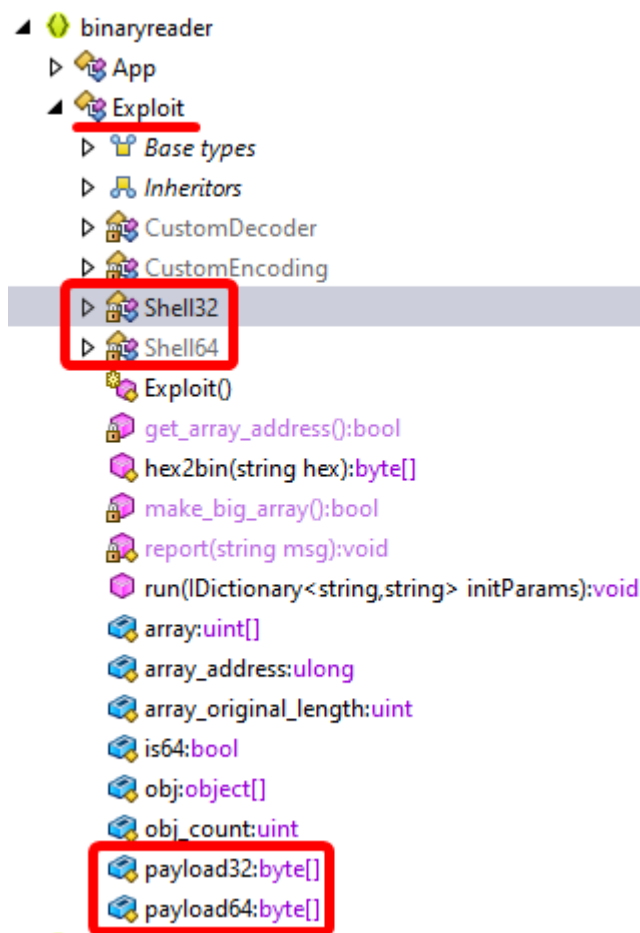 binaryreader
App
Exploit
Base types
Inheritors
CustomDecoder
CustomEncoding
Shell32
Shell64
Exploit()
get_array_address():bool
hex2bin(string hex):byte[]
make_big_array():bool
report(string msg):void
run(IDictionary<string,string> initParams):void
array:uint[]
array_address:ulong
array_original_length:uint
is64:bool
obj:object[]
obj_count:uint
payload32:byte[]
payload64:byte[]